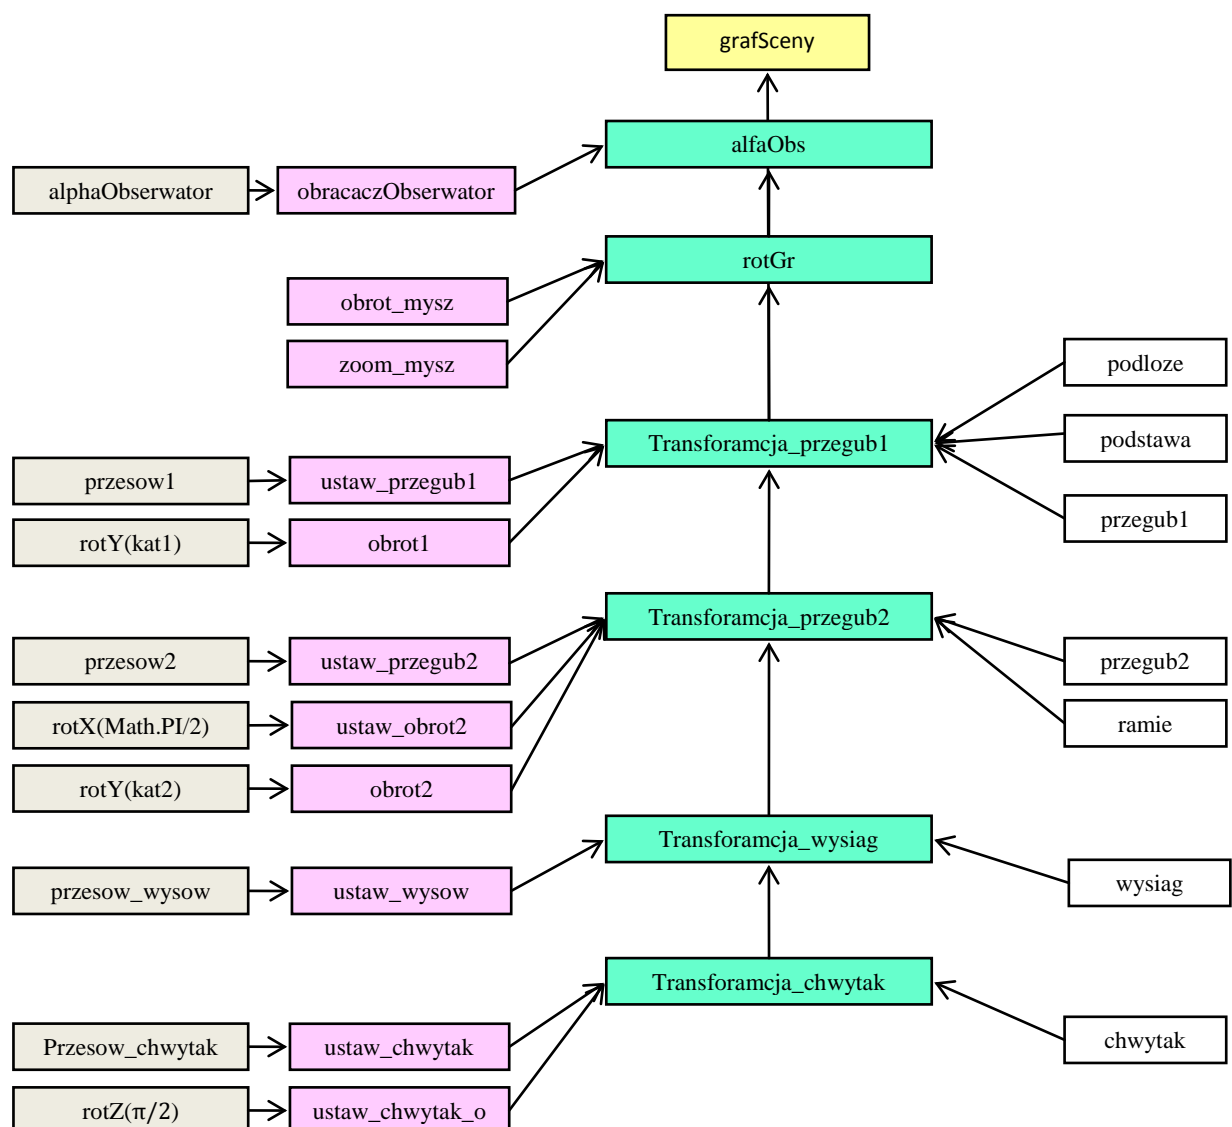 grafSceny
alfaObs
alphaObserwator
obracaczObserwator
rotGr
obrot_mysz
zoom_mysz
podloze
Transforamcja_przegub1
podstawa
przesow1
ustaw_przegub1
przegub1
rotY(kat1)
obrot1
Transforamcja_przegub2
przesow2
ustaw_przegub2
przegub2
rotX(Math.PI/2)
ustaw_obrot2
ramie
rotY(kat2)
obrot2
Transforamcja_wysiag
przesow_wysow
ustaw_wysow
wysiag
Transforamcja_chwytak
Przesow_chwytak
ustaw_chwytak
chwytak
rotZ(π/2)
ustaw_chwytak_o